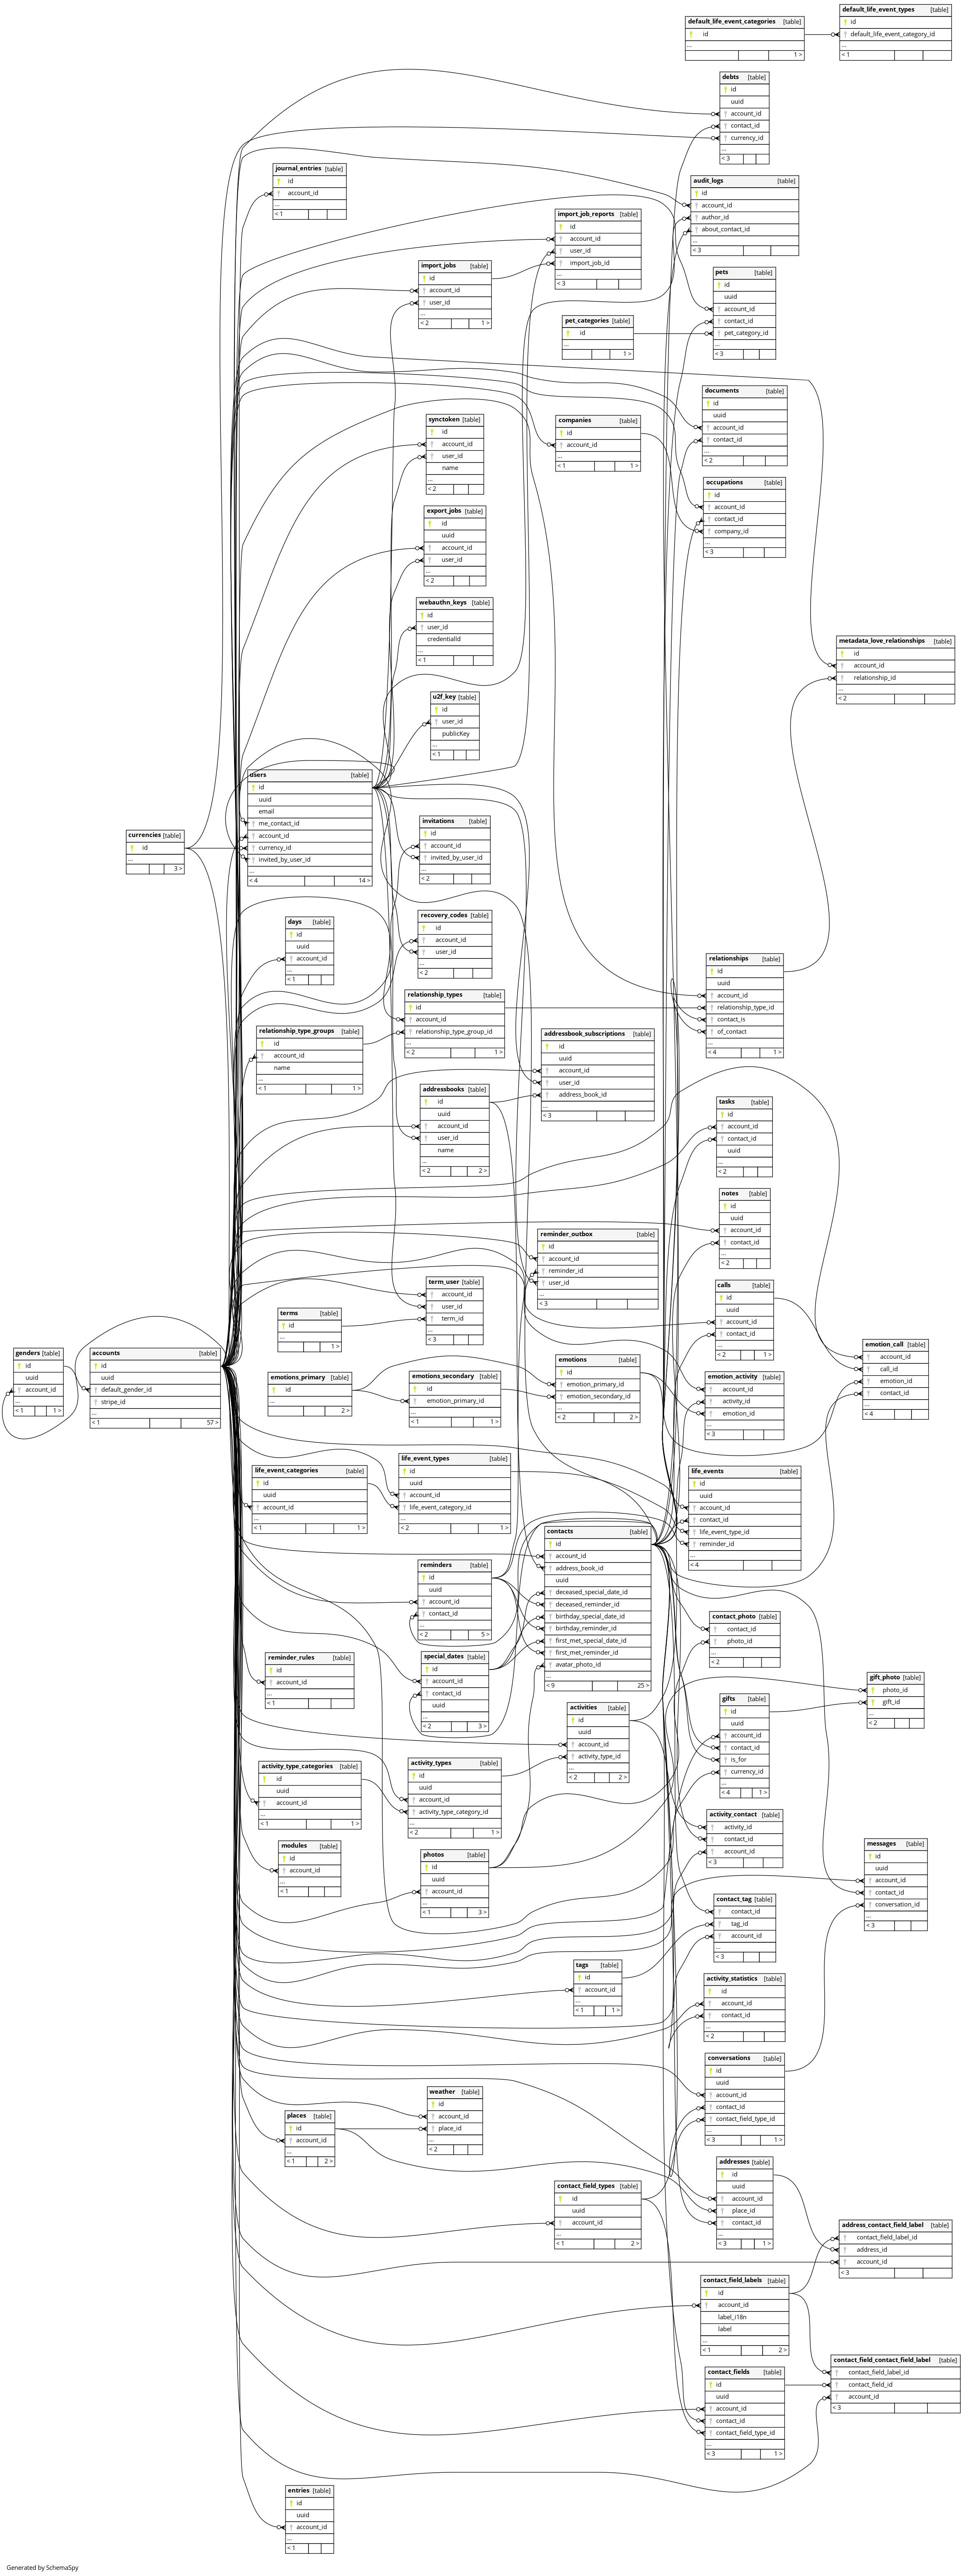 default_life_event_categories [table]
id
...
1 >
default_life_event_types [table]
id
default_life_event_category_id
...
< 1
debts [table]
id
uuid
account_id
contact_id
currency_id
...
< 3
journal_entries [table]
id
account_id
...
< 1
audit_logs [table]
id
account_id
author_id
about_contact_id
...
< 3
import_job_reports [table]
id
account_id
user_id
import_job_id
...
< 3
import_jobs [table]
id
account_id
user_id
...
< 2 1 >
pets [table]
id
uuid
account_id
contact_id
pet_category_id
...
< 3
pet_categories [table]
id
...
1 >
documents [table]
id
uuid
account_id
contact_id
...
< 2
synctoken [table]
id
account_id
user_id
name
...
< 2
companies [table]
id
account_id
...
< 1 1 >
occupations [table]
id
account_id
contact_id
company_id
...
< 3
export_jobs [table]
id
uuid
account_id
user_id
...
< 2
webauthn_keys [table]
id
user_id
credentialId
...
< 1
metadata_love_relationships [table]
id
account_id
relationship_id
...
< 2
u2f_key [table]
id
user_id
publicKey
...
< 1
users [table]
id
uuid
email
me_contact_id
account_id
currency_id
invited_by_user_id
...
< 4 14 >
currencies [table]
id
...
3 >
invitations [table]
id
account_id
invited_by_user_id
...
< 2
days [table]
id
uuid
account_id
...
< 1
recovery_codes [table]
id
account_id
user_id
...
< 2
relationships [table]
id
uuid
account_id
relationship_type_id
contact_is
of_contact
...
< 4 1 >
relationship_types [table]
id
account_id
relationship_type_group_id
...
< 2 1 >
relationship_type_groups [table]
id
account_id
name
...
< 1 1 >
addressbook_subscriptions [table]
id
uuid
account_id
user_id
address_book_id
...
< 3
addressbooks [table]
id
uuid
account_id
user_id
name
...
< 2 2 >
tasks [table]
id
account_id
contact_id
uuid
...
< 2
notes [table]
id
uuid
account_id
contact_id
...
< 2
reminder_outbox [table]
id
account_id
reminder_id
user_id
...
< 3
term_user [table]
account_id
user_id
term_id
...
< 3
terms [table]
id
...
1 >
calls [table]
id
uuid
account_id
contact_id
...
< 2 1 >
emotion_call [table]
account_id
call_id
emotion_id
contact_id
...
< 4
genders [table]
id
uuid
account_id
...
< 1 1 >
accounts [table]
id
uuid
default_gender_id
stripe_id
...
< 1 57 >
emotions_primary [table]
id
...
2 >
emotions_secondary [table]
id
emotion_primary_id
...
< 1 1 >
emotions [table]
id
emotion_primary_id
emotion_secondary_id
...
< 2 2 >
emotion_activity [table]
account_id
activity_id
emotion_id
...
< 3
life_event_categories [table]
id
uuid
account_id
...
< 1 1 >
life_event_types [table]
id
uuid
account_id
life_event_category_id
...
< 2 1 >
life_events [table]
id
uuid
account_id
contact_id
life_event_type_id
reminder_id
...
< 4
contacts [table]
id
account_id
address_book_id
uuid
deceased_special_date_id
deceased_reminder_id
birthday_special_date_id
birthday_reminder_id
first_met_special_date_id
first_met_reminder_id
avatar_photo_id
...
< 9 25 >
reminders [table]
id
uuid
account_id
contact_id
...
< 2 5 >
contact_photo [table]
contact_id
photo_id
...
< 2
reminder_rules [table]
id
account_id
...
< 1
special_dates [table]
id
account_id
contact_id
uuid
...
< 2 3 >
gift_photo [table]
photo_id
gift_id
...
< 2
gifts [table]
id
uuid
account_id
contact_id
is_for
currency_id
...
< 4 1 >
activities [table]
id
uuid
account_id
activity_type_id
...
< 2 2 >
activity_type_categories [table]
id
uuid
account_id
...
< 1 1 >
activity_types [table]
id
uuid
account_id
activity_type_category_id
...
< 2 1 >
activity_contact [table]
activity_id
contact_id
account_id
< 3
modules [table]
id
account_id
...
< 1
photos [table]
id
uuid
account_id
...
< 1 3 >
messages [table]
id
uuid
account_id
contact_id
conversation_id
...
< 3
contact_tag [table]
contact_id
tag_id
account_id
...
< 3
tags [table]
id
account_id
...
< 1 1 >
activity_statistics [table]
id
account_id
contact_id
...
< 2
conversations [table]
id
uuid
account_id
contact_id
contact_field_type_id
...
< 3 1 >
weather [table]
id
account_id
place_id
...
< 2
places [table]
id
account_id
...
< 1 2 >
addresses [table]
id
uuid
account_id
place_id
contact_id
...
< 3 1 >
contact_field_types [table]
id
uuid
account_id
...
< 1 2 >
address_contact_field_label [table]
contact_field_label_id
address_id
account_id
< 3
contact_field_labels [table]
id
account_id
label_i18n
label
...
< 1 2 >
contact_field_contact_field_label [table]
contact_field_label_id
contact_field_id
account_id
< 3
contact_fields [table]
id
uuid
account_id
contact_id
contact_field_type_id
...
< 3 1 >
entries [table]
id
uuid
account_id
...
< 1
Generated by SchemaSpy